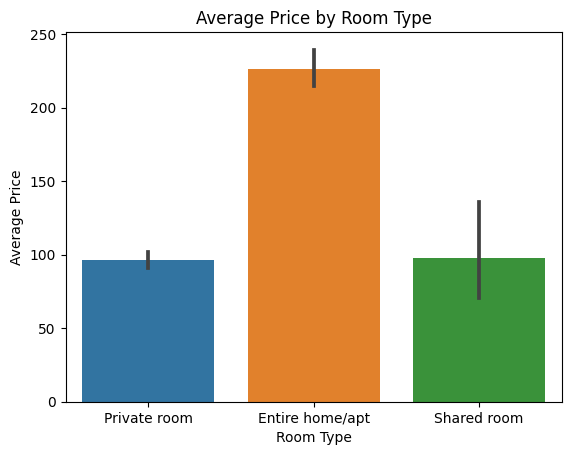 Average Price by Room Type
Average Price
250
200
150
100
50
0
Private room
Entire home/apt
Shared room
Room Type